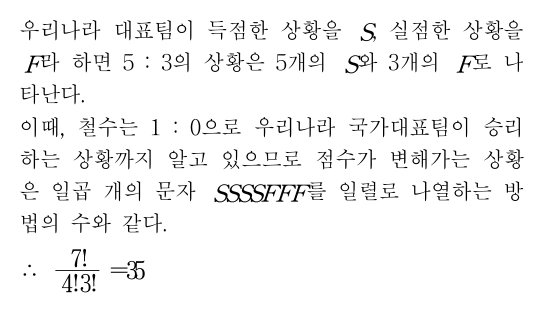 우리나라 대표팀이 득점한 상황을 S, 실점한 상황을
F라 하면 5 : 3의 상황은 5개의 S와 3개의 F로 나
타난다.
이때, 철수는 1 : 0으로 우리나라 국가대표팀이 승리
하는 상황까지 알고 있으므로 점수가 변해가는 상황
은 일곱 개의 문자 SSSSFFF를 일렬로 나열하는 방
법의 수와 같다.
∴ 7!/4!3! =35